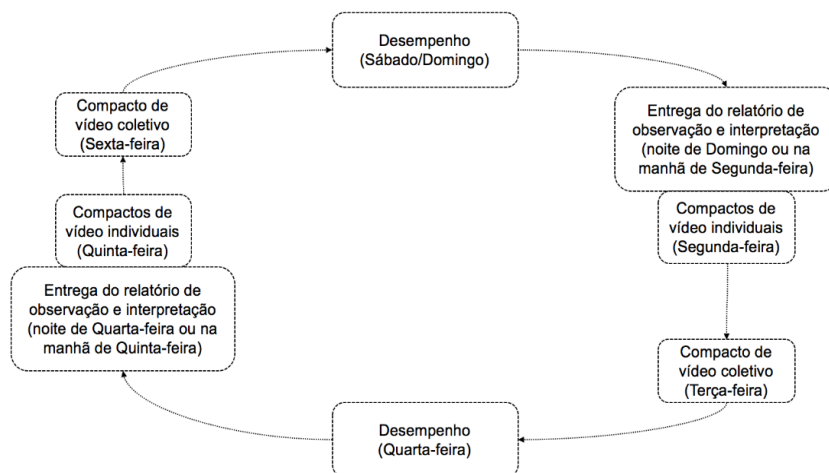 Desempenho
(Sábado/Domingo)
Entrega do relatório de
observação e interpretação
(noite de Domingo ou na
manhã de Segunda-feira)
Compactos de
vídeo individuais
(Segunda-feira)
Compacto de
vídeo coletivo
(Terça-feira)
Desempenho
(Quarta-feira)
Entrega do relatório de
observação e interpretação
(noite de Quarta-feira ou na
manhã de Quinta-feira)
Compactos de
vídeo individuais
(Quinta-feira)
Compacto de
vídeo coletivo
(Sexta-feira)